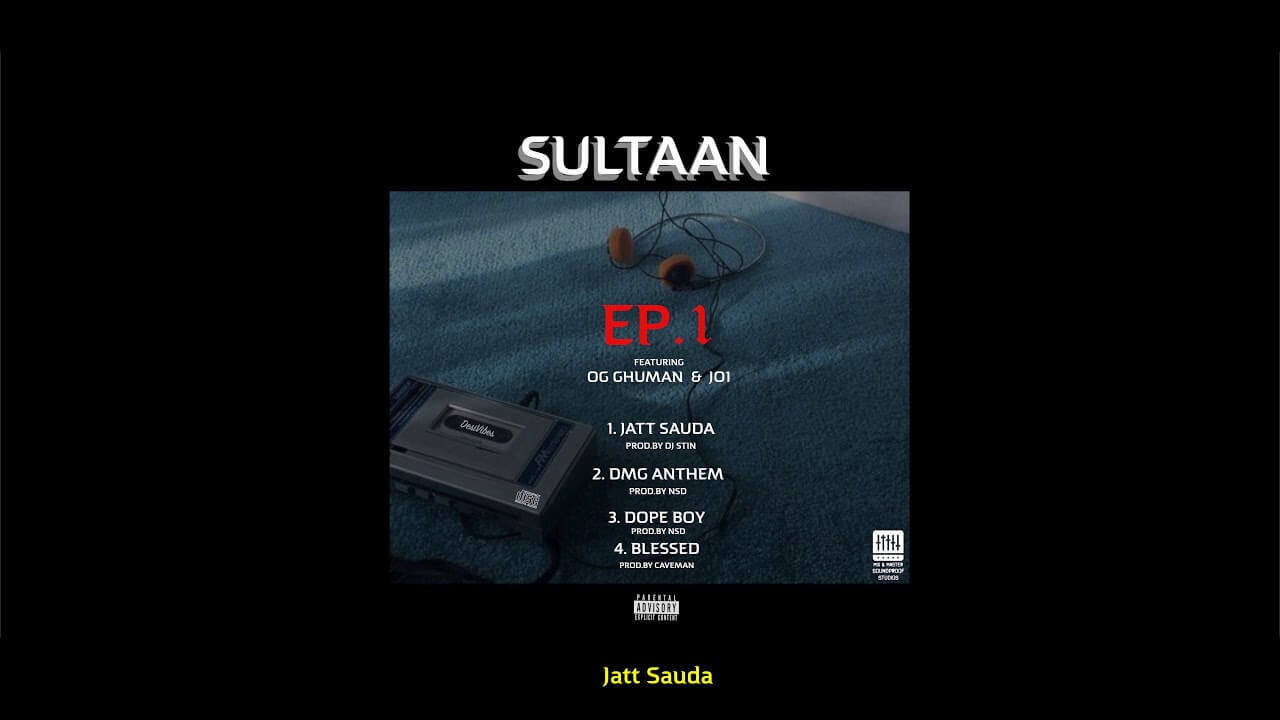 SULTAAN
EP.1
FEATURING
OG GHUMAN & JO1
1. JATT SAUDA
PROD.BY DJ STIN
DesiVibes
2. DMG ANTHEM
PROD.BY NSD
3. DOPE BOY
PROD.BY NSD
4. BLESSED
PROD.BY CAVEMAN
MIX & MASTER
SOUNDPROOF
STUDIOS
PARENTAL
ADVISORY
EXPLICIT CONTENT
Jatt Sauda